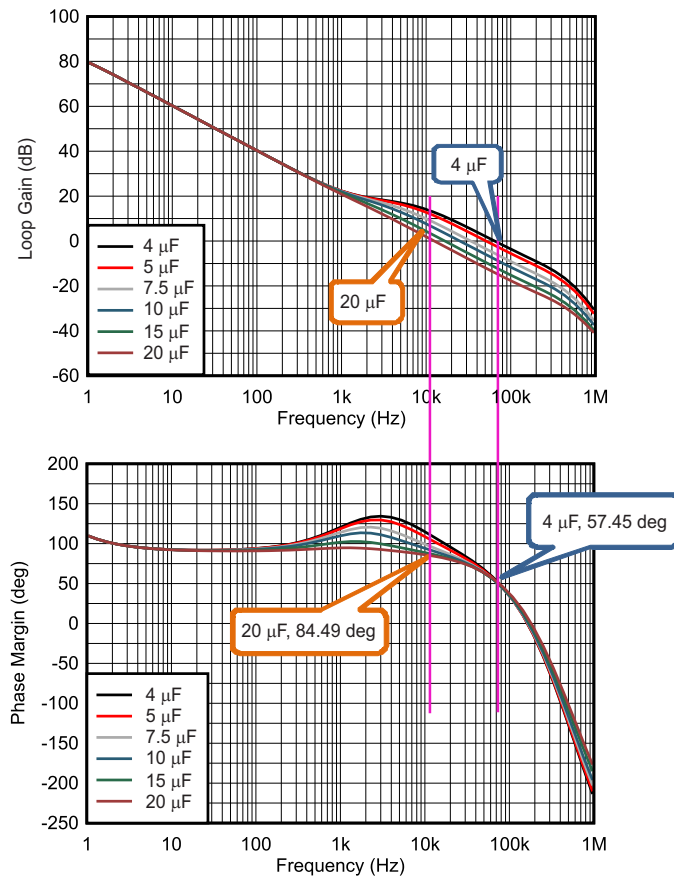 100
80
60
40
20
0
-20
-40
-60
Loop Gain (dB)
4 μF
20 μF
4 μF
5 μF
7.5 μF
10 μF
15 μF
20 μF
1 10 100 1k 10k 100k 1M
Frequency (Hz)
200
150
100
50
0
-50
-100
-150
-200
-250
Phase Margin (deg)
4 μF, 57.45 deg
20 μF, 84.49 deg
4 μF
5 μF
7.5 μF
10 μF
15 μF
20 μF
1 10 100 1k 10k 100k 1M
Frequency (Hz)